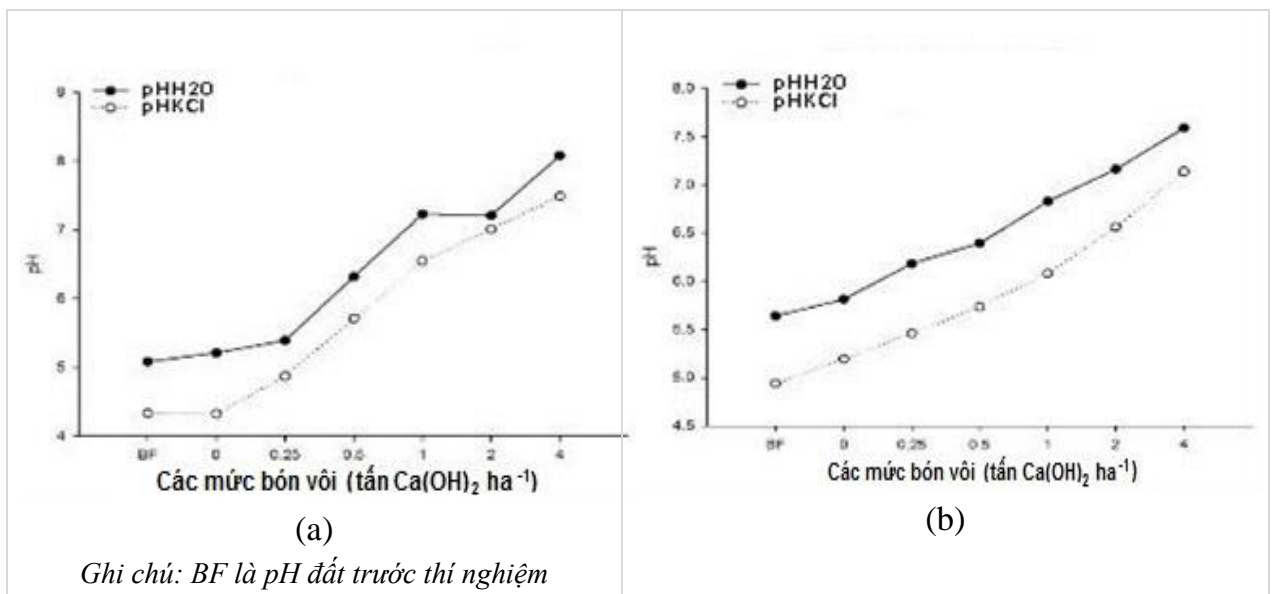 pHH2O
pHKCl
9
8
7
6
5
4
pH
BF 0 0.25 0.5 1 2 4
Các mức bón vôi (tấn Ca(OH)₂ ha⁻¹)
(a)
Ghi chú: BF là pH đất trước thí nghiệm
pHH2O
pHKCl
8.0
7.5
7.0
6.5
6.0
5.5
5.0
4.5
pH
BF 0 0.25 0.5 1 2 4
Các mức bón vôi (tấn Ca(OH)₂ ha⁻¹)
(b)